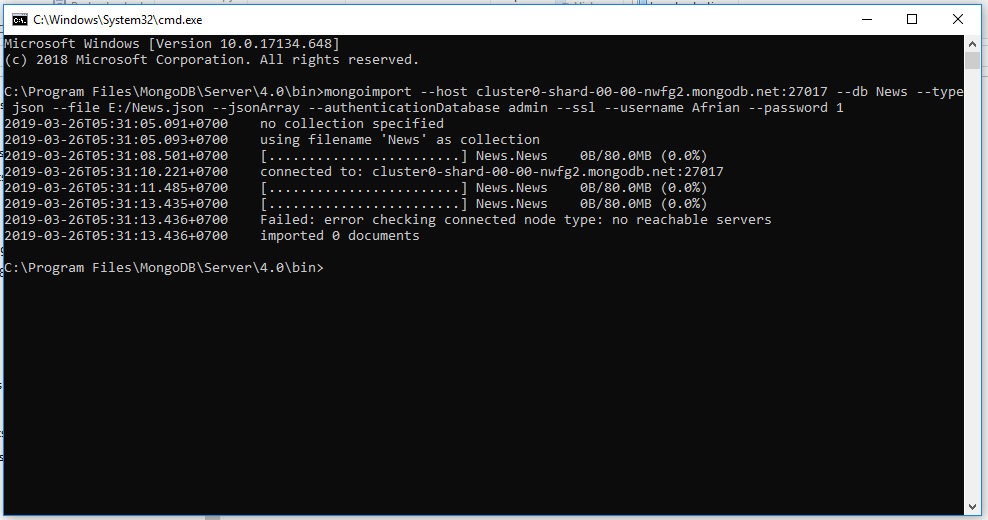 C:\Windows\System32\cmd.exe
Microsoft Windows [Version 10.0.17134.648]
(c) 2018 Microsoft Corporation. All rights reserved.
C:\Program Files\MongoDB\Server\4.0\bin>mongoimport --host cluster0-shard-00-00-nwfg2.mongodb.net:27017 --db News --type
json --file E:/News.json --jsonArray --authenticationDatabase admin --ssl --username Afrian --password 1
2019-03-26T05:31:05.091+0700    no collection specified
2019-03-26T05:31:05.093+0700    using filename 'News' as collection
2019-03-26T05:31:08.501+0700    [........................] News.News    0B/80.0MB (0.0%)
2019-03-26T05:31:10.221+0700    connected to: cluster0-shard-00-00-nwfg2.mongodb.net:27017
2019-03-26T05:31:11.485+0700    [........................] News.News    0B/80.0MB (0.0%)
2019-03-26T05:31:13.435+0700    [........................] News.News    0B/80.0MB (0.0%)
2019-03-26T05:31:13.436+0700    Failed: error checking connected node type: no reachable servers
2019-03-26T05:31:13.436+0700    imported 0 documents
C:\Program Files\MongoDB\Server\4.0\bin>